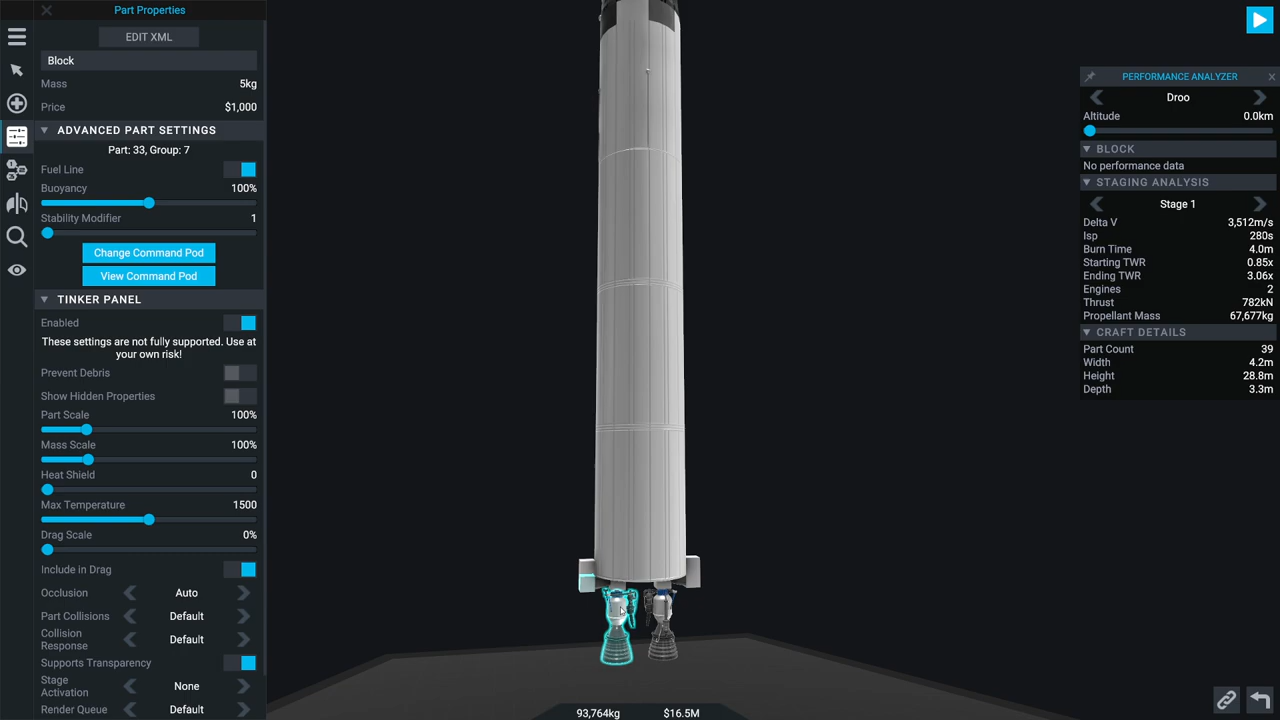 Part Properties
EDIT XML
Block
Mass 5kg
Price $1,000
ADVANCED PART SETTINGS
Part: 33, Group: 7
Fuel Line
Buoyancy 100%
Stability Modifier 1
Change Command Pod
View Command Pod
TINKER PANEL
Enabled
These settings are not fully supported. Use at
your own risk!
Prevent Debris
Show Hidden Properties
Part Scale 100%
Mass Scale 100%
Heat Shield 0
Max Temperature 1500
Drag Scale 0%
Include in Drag
Occlusion Auto
Part Collisions Default
Collision
Response Default
Supports Transparency
Stage
Activation None
Render Queue Default
93,764kg $16.5M
PERFORMANCE ANALYZER
Droo
Altitude 0.0km
BLOCK
No performance data
STAGING ANALYSIS
Stage 1
Delta V 3,512m/s
Isp 280s
Burn Time 4.0m
Starting TWR 0.85x
Ending TWR 3.06x
Engines 2
Thrust 782kN
Propellant Mass 67,677kg
CRAFT DETAILS
Part Count 39
Width 4.2m
Height 28.8m
Depth 3.3m